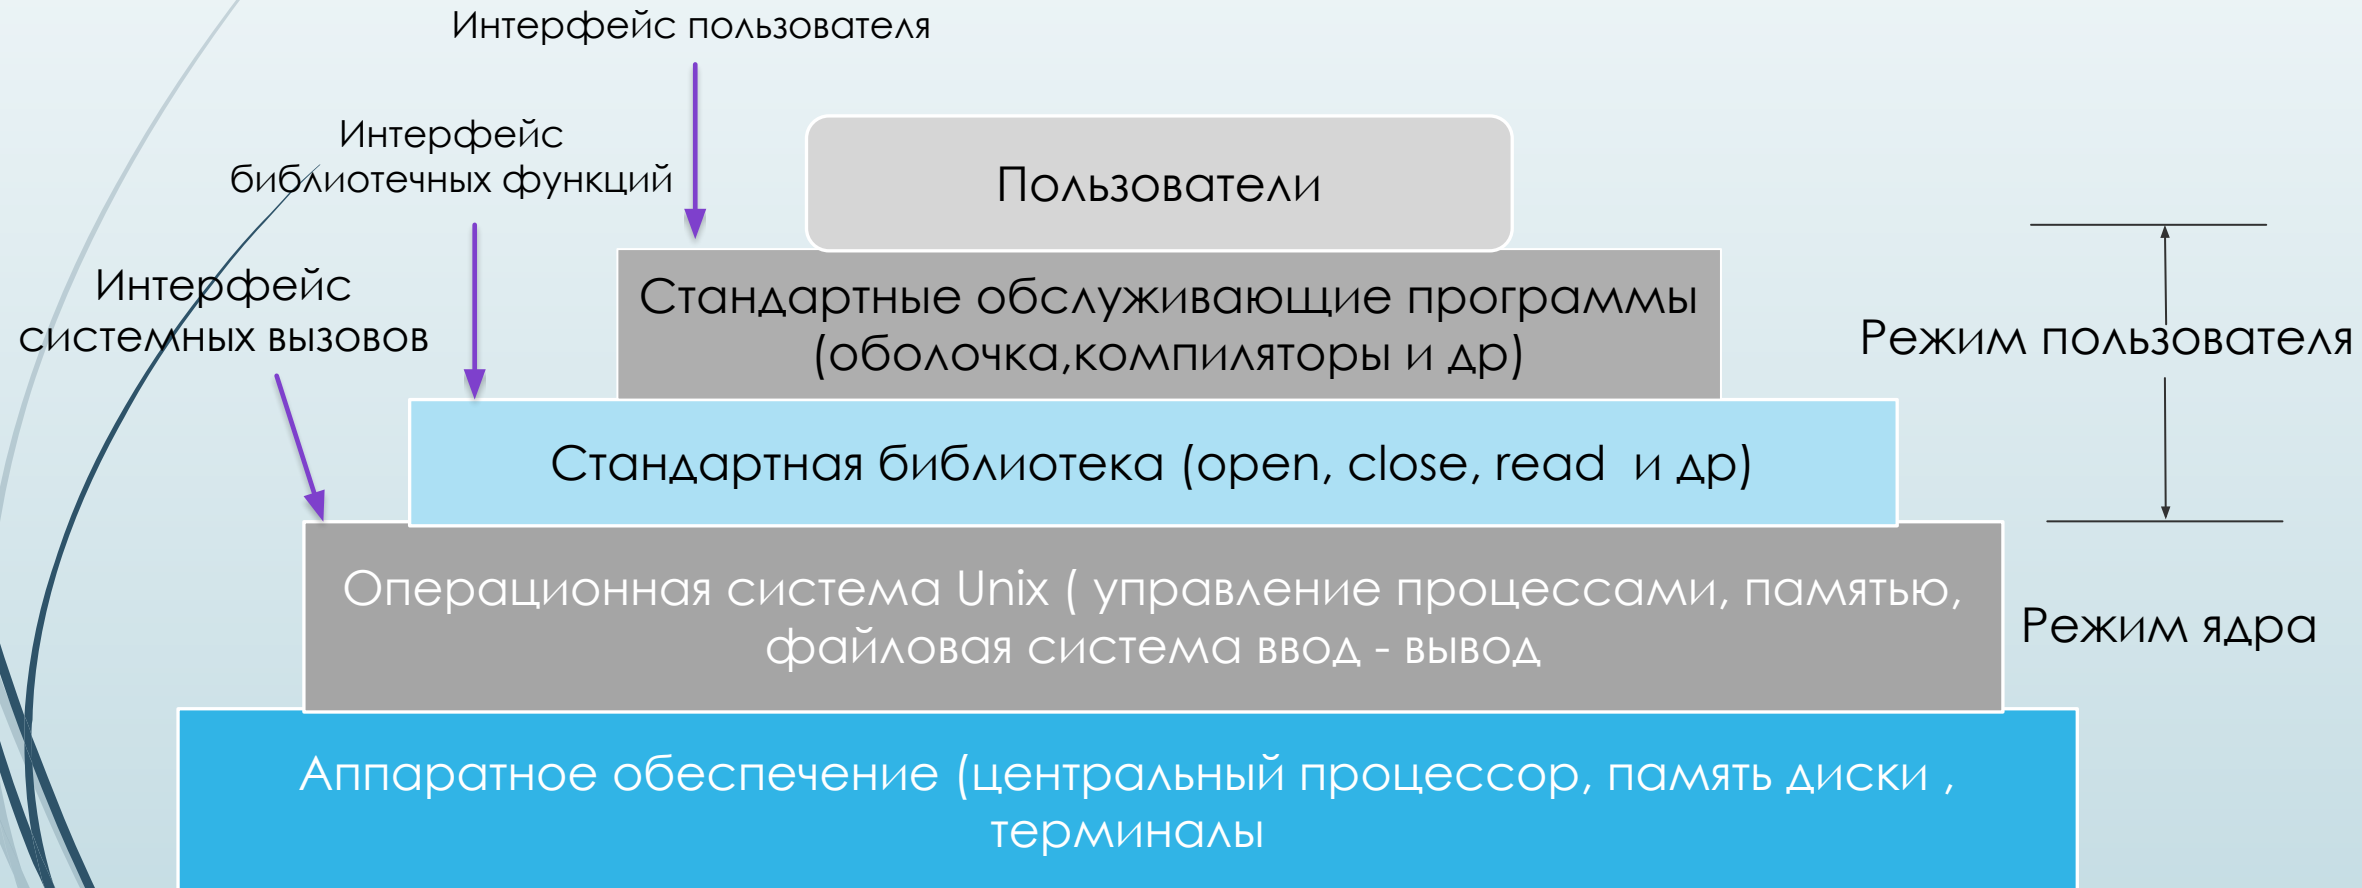 Интерфейс пользователя
Интерфейс
библиотечных функций
Интерфейс
системных вызовов
Пользователи
Стандартные обслуживающие программы
(оболочка,компиляторы и др)
Стандартная библиотека (open, close, read и др)
Операционная система Unix ( управление процессами, памятью,
файловая система ввод - вывод
Аппаратное обеспечение (центральный процессор, память диски ,
терминалы
Режим пользователя
Режим ядра